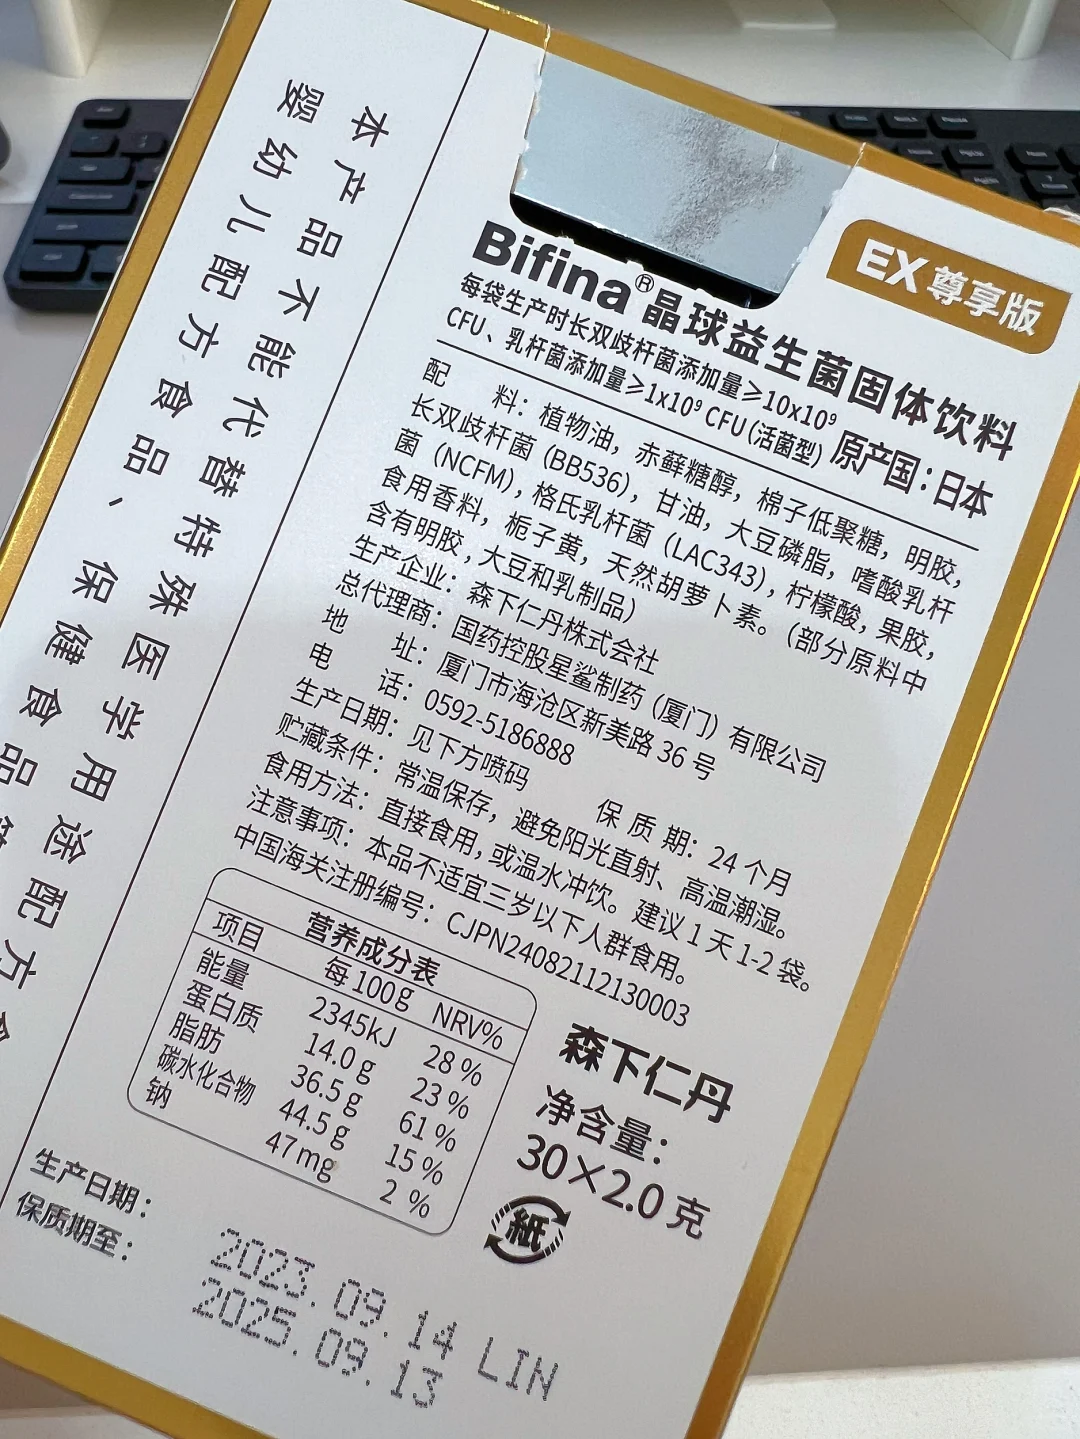 本产品不能代替特殊医学用途配方食
婴幼儿配方食品、保健食品等
Bifina®晶球益生菌固体饮料
EX尊享版
每袋生产时长双歧杆菌添加量≥10x10⁹
CFU、乳杆菌添加量≥1x10⁹ CFU(活菌型)
原产国：日本
配 料：植物油，赤藓糖醇，棉子低聚糖，明胶，
长双歧杆菌（BB536），甘油，大豆磷脂，嗜酸乳杆
菌（NCFM），格氏乳杆菌（LAC343），柠檬酸，果胶，
食用香料，栀子黄，天然胡萝卜素。（部分原料中
含有明胶，大豆和乳制品）
生产企业：森下仁丹株式会社
总代理商：国药控股星鲨制药（厦门）有限公司
地 址：厦门市海沧区新美路 36 号
电 话：0592-5186888
生产日期：见下方喷码 保 质 期：24 个月
贮藏条件：常温保存，避免阳光直射、高温潮湿。
食用方法：直接食用，或温水冲饮。建议 1 天 1-2 袋。
注意事项：本品不适宜三岁以下人群食用。
中国海关注册编号：CJPN24082112130003
营养成分表
项目 每100g NRV%
能量 2345kJ 28 %
蛋白质 14.0 g 23 %
脂肪 36.5 g 61 %
碳水化合物 44.5 g 15 %
钠 47 mg 2 %
森下仁丹
净含量：
30×2.0 克
紙
生产日期：
保质期至：
2023.09.14 LIN
2025.09.13